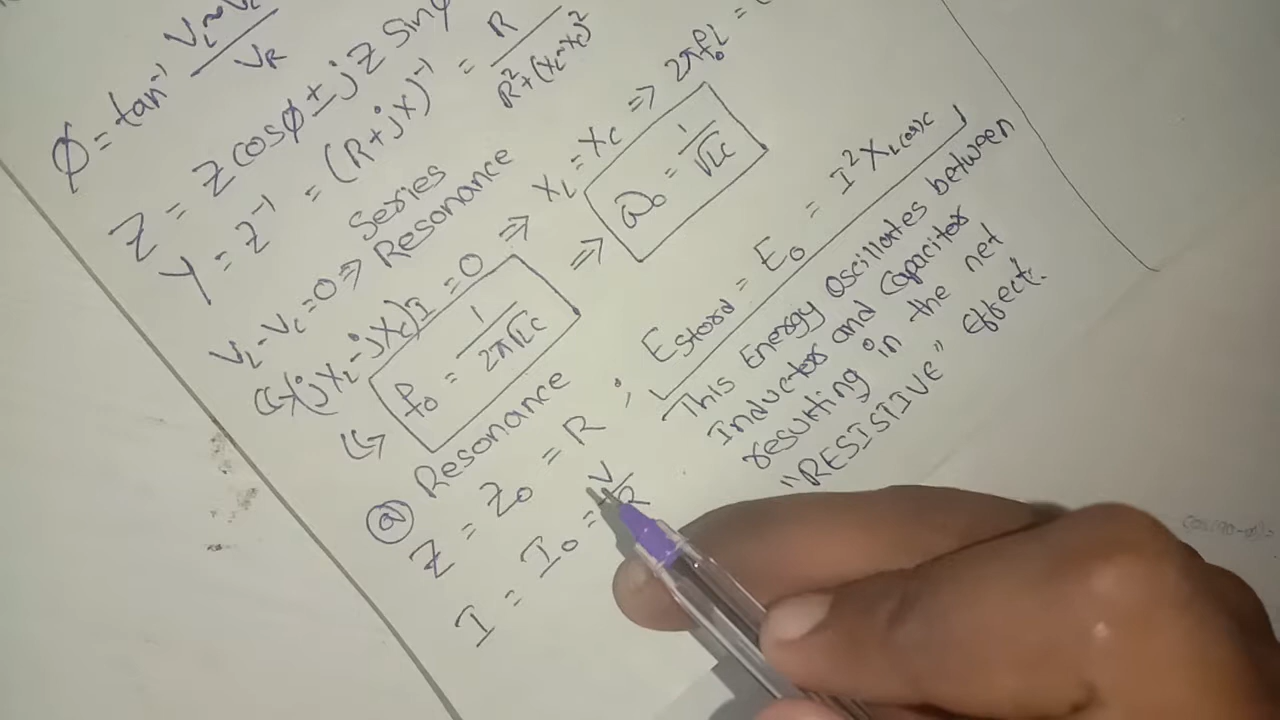 ϕ = tan⁻¹ (V_L ~ V_C) / V_R
Z = Z cosϕ ± jZ Sinϕ
Y = Z⁻¹ = (R+jX)⁻¹ = R / (R²+(X_L~X_C)²)
V_L - V_C = 0 ⇒ Series Resonance
⇐ (jX_L - jX_C)I = 0 ⇒ X_L = X_C ⇒ 2πf₀L =
f₀ = 1 / 2π√LC ⇒ ω₀ = 1 / √LC
@ Resonance
Z = Z₀ = R ;
I = I₀ = V/R
E stored = E₀ = I² X_L(or)C
This Energy Oscillates between
Inductor and Capacitor
resulting in the net
"RESISTIVE" effect.